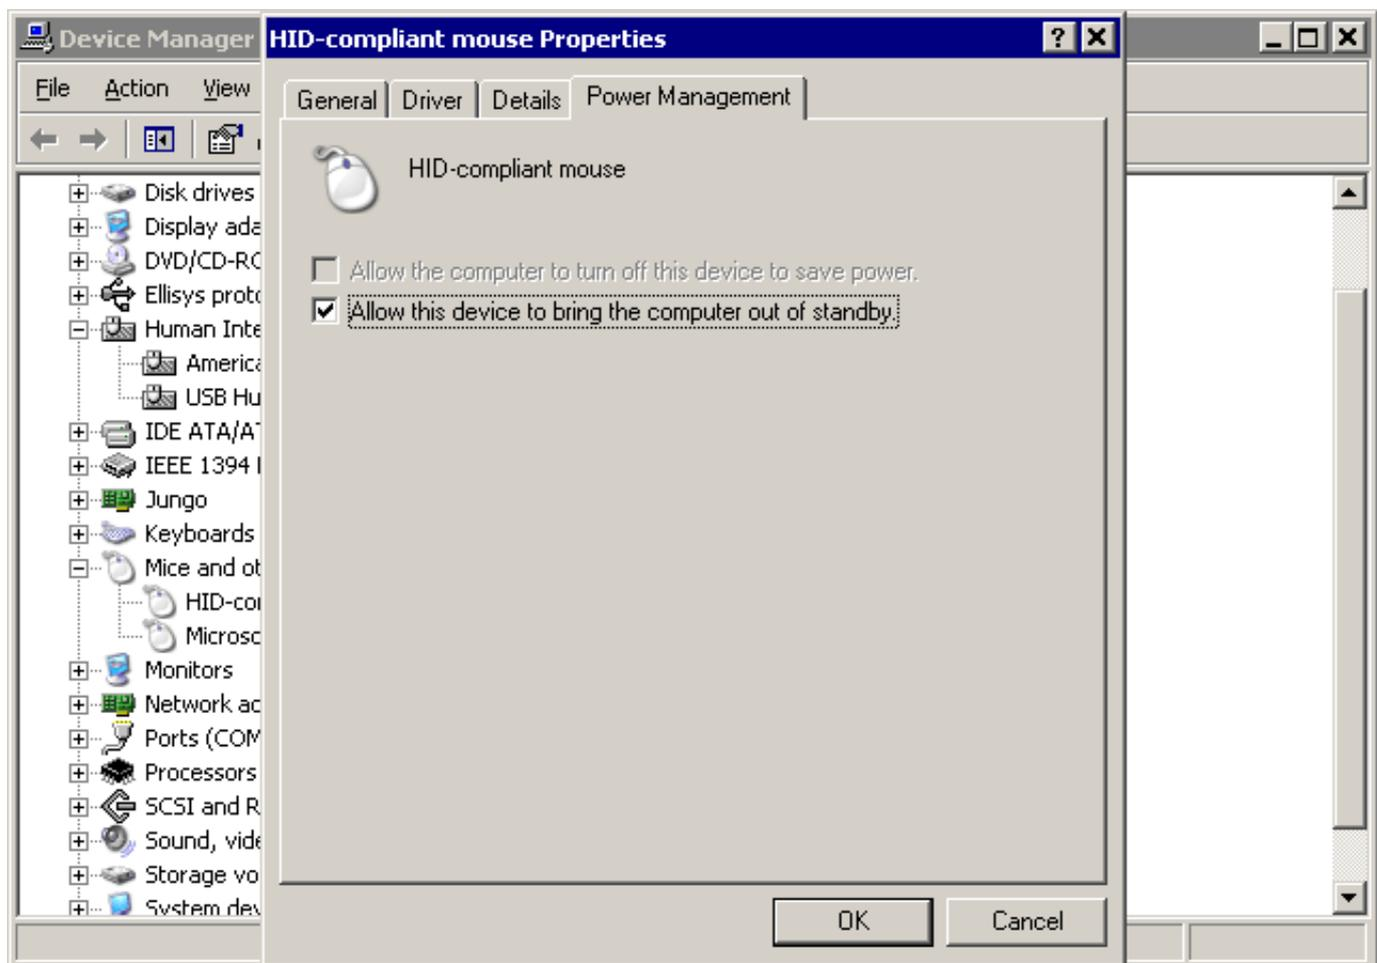 Device Manager
HID-compliant mouse Properties
File Action View
General Driver Details Power Management
HID-compliant mouse
Allow the computer to turn off this device to save power.
Allow this device to bring the computer out of standby.
Disk drives
Display ada
DVD/CD-RO
Ellisys proto
Human Inte
America
USB Hu
IDE ATA/AT
IEEE 1394
Jungo
Keyboards
Mice and ot
HID-co
Microso
Monitors
Network ac
Ports (COM
Processors
SCSI and R
Sound, vide
Storage vo
System dev
OK Cancel